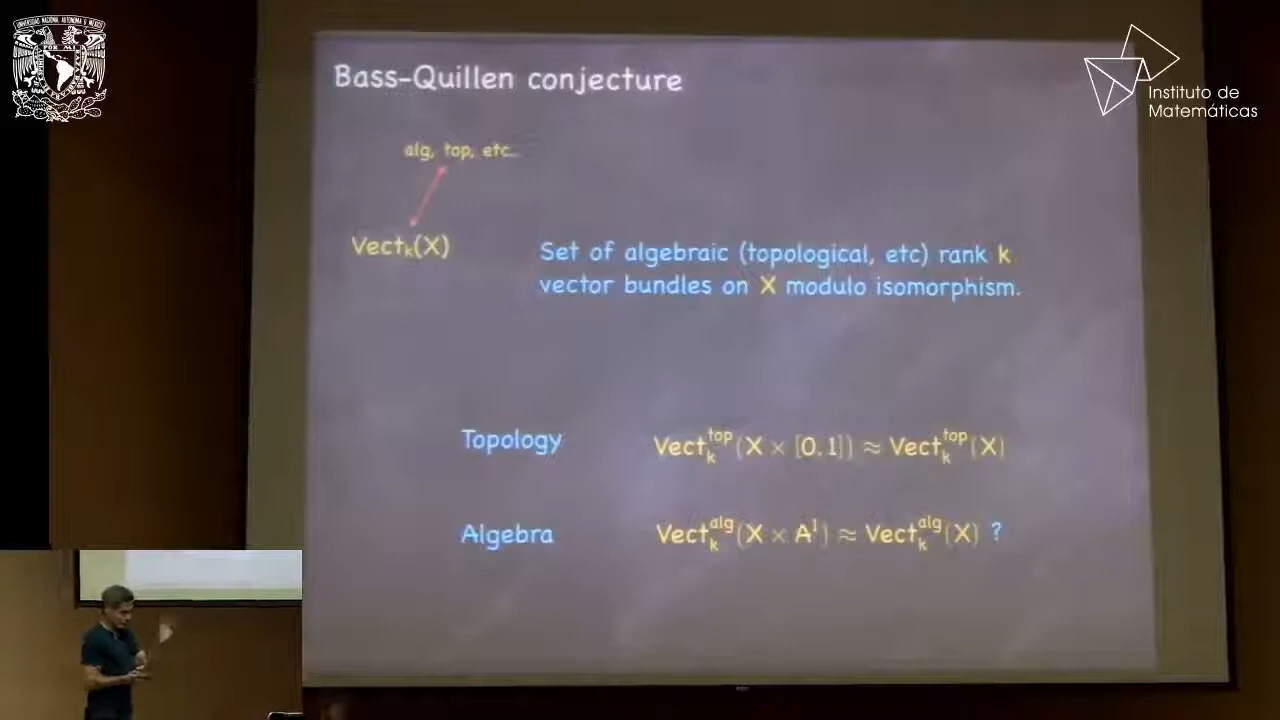 Bass-Quillen conjecture
alg, top, etc...
Vectₖ(X)
Set of algebraic (topological, etc) rank k
vector bundles on X modulo isomorphism.
Topology
Vectₖᵗᵒᵖ(X × [0, 1]) ≈ Vectₖᵗᵒᵖ(X)
Algebra
Vectₖᵃˡᵍ(X × A¹) ≈ Vectₖᵃˡᵍ(X) ?
Instituto de
Matemáticas